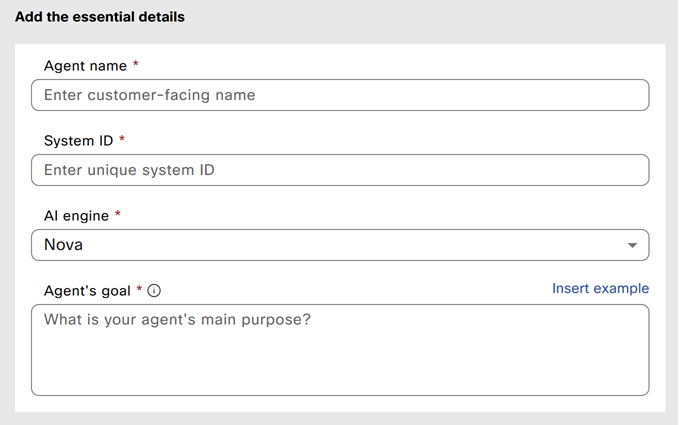 Add the essential details
Agent name *
Enter customer-facing name
System ID *
Enter unique system ID
AI engine *
Nova
Agent's goal * Insert example
What is your agent's main purpose?